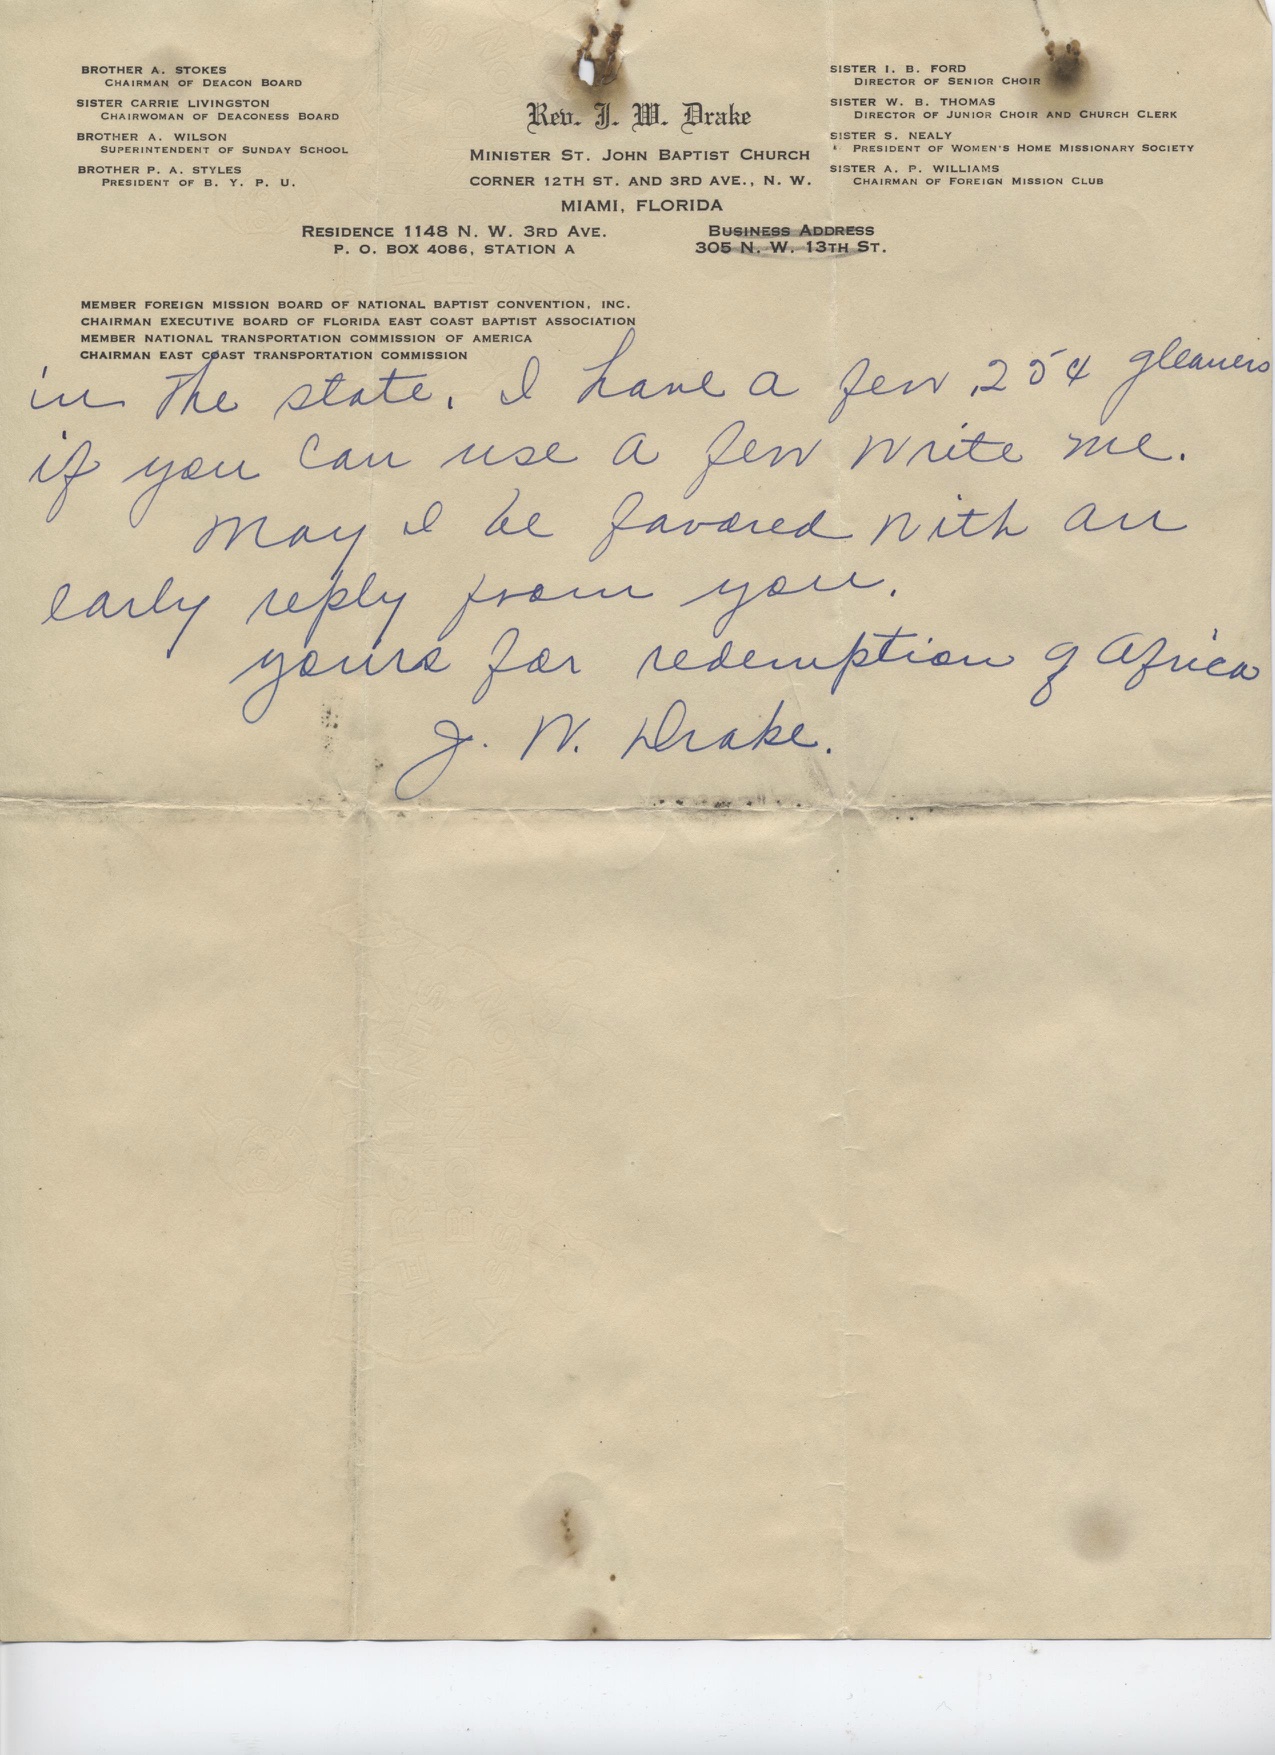 BROTHER A. STOKES
CHAIRMAN OF DEACON BOARD
SISTER CARRIE LIVINGSTON
CHAIRWOMAN OF DEACONESS BOARD
BROTHER A. WILSON
SUPERINTENDENT OF SUNDAY SCHOOL
BROTHER P. A. STYLES
PRESIDENT OF B. Y. P. U.
Rev. J. W. Drake
MINISTER ST. JOHN BAPTIST CHURCH
CORNER 12TH ST. AND 3RD AVE., N. W.
MIAMI, FLORIDA
RESIDENCE 1148 N. W. 3RD AVE.
P. O. BOX 4086, STATION A
BUSINESS ADDRESS
305 N. W. 13TH ST.
SISTER I. B. FORD
DIRECTOR OF SENIOR CHOIR
SISTER W. B. THOMAS
DIRECTOR OF JUNIOR CHOIR AND CHURCH CLERK
SISTER S. NEALY
PRESIDENT OF WOMEN'S HOME MISSIONARY SOCIETY
SISTER A. P. WILLIAMS
CHAIRMAN OF FOREIGN MISSION CLUB
MEMBER FOREIGN MISSION BOARD OF NATIONAL BAPTIST CONVENTION, INC.
CHAIRMAN EXECUTIVE BOARD OF FLORIDA EAST COAST BAPTIST ASSOCIATION
MEMBER NATIONAL TRANSPORTATION COMMISSION OF AMERICA
CHAIRMAN EAST COAST TRANSPORTATION COMMISSION
in the state. I have a few .25¢ gleaners
if you can use a few write me.
May I be favored with an
early reply from you.
yours for redemption of Africa
J. W. Drake.
BOND